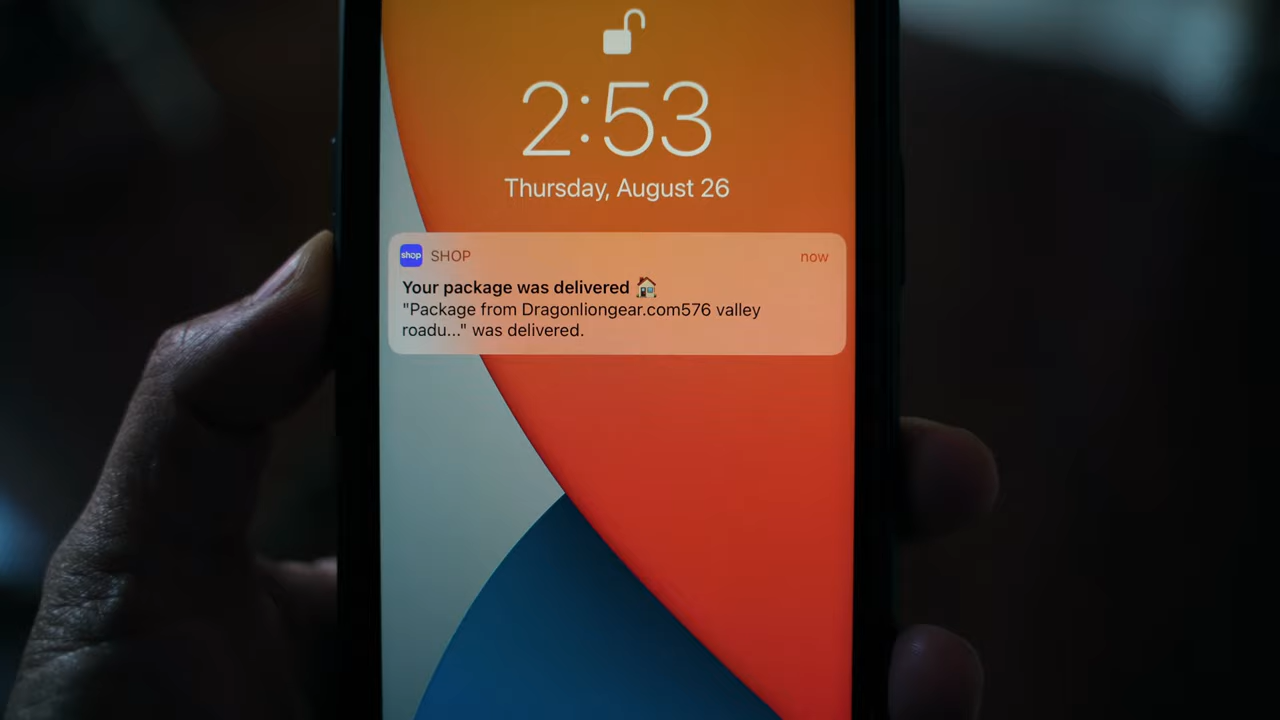 2:53
Thursday, August 26
shop SHOP now
Your package was delivered 🏠
"Package from Dragonliongear.com576 valley
roadu..." was delivered.